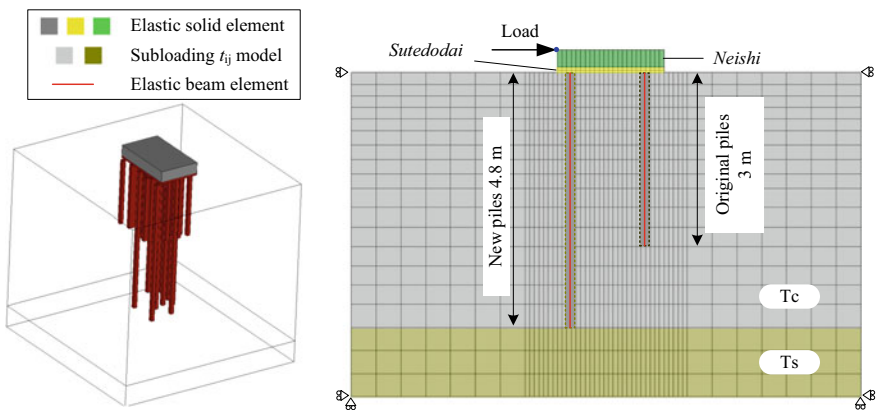 Elastic solid element
Subloading tij model
Elastic beam element
Load
Sutedodai
Neishi
New piles 4.8 m
Original piles
3 m
Tc
Ts